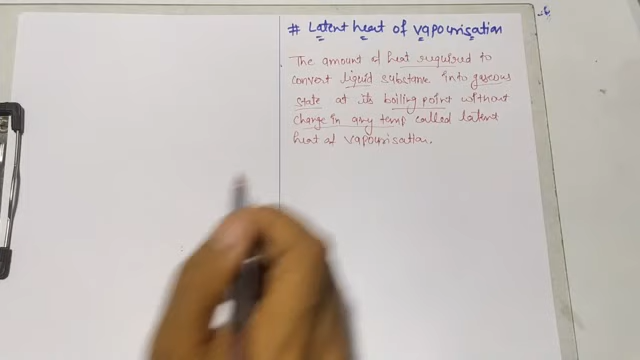 # Latent heat of vapourisation
The amount of heat required to
convert liquid substance into gaseous
state at its boiling point without
change in any temp called latent
heat of vapourisation.